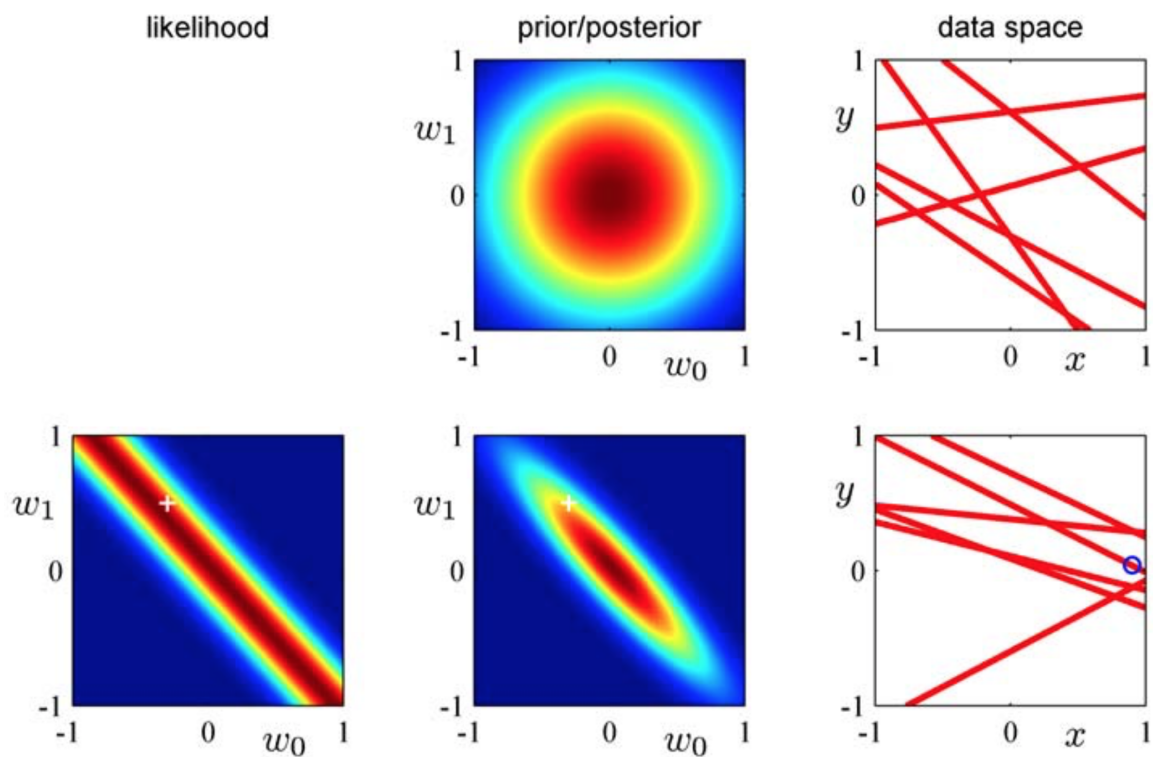 likelihood prior/posterior data space
1 1
w₁ y
0 0
-1 -1
-1 0 w₀ 1 -1 0 x 1
1 1 1
w₁ w₁ y
0 0 0
-1 -1 -1
-1 0 w₀ 1 -1 0 w₀ 1 -1 0 x 1